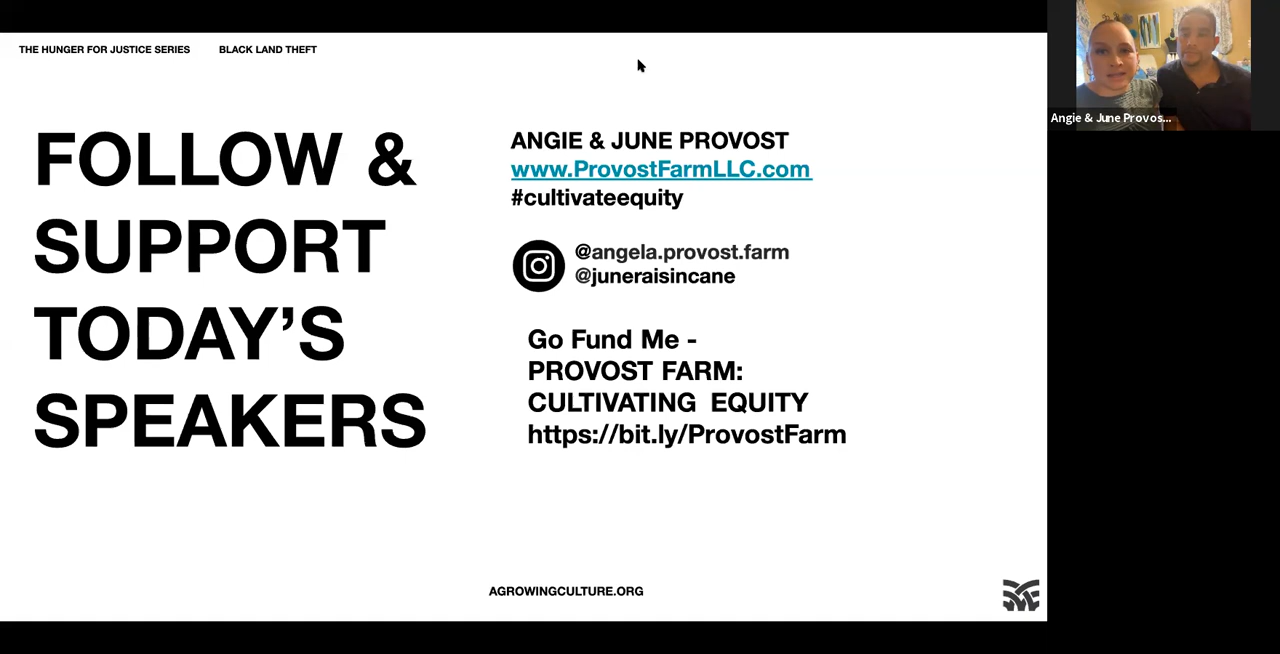 THE HUNGER FOR JUSTICE SERIES
BLACK LAND THEFT
FOLLOW &
SUPPORT
TODAY’S
SPEAKERS
ANGIE & JUNE PROVOST
www.ProvostFarmLLC.com
#cultivateequity
@angela.provost.farm
@juneraisincane
Go Fund Me -
PROVOST FARM:
CULTIVATING EQUITY
https://bit.ly/ProvostFarm
AGROWINGCULTURE.ORG
Angie & June Provos...